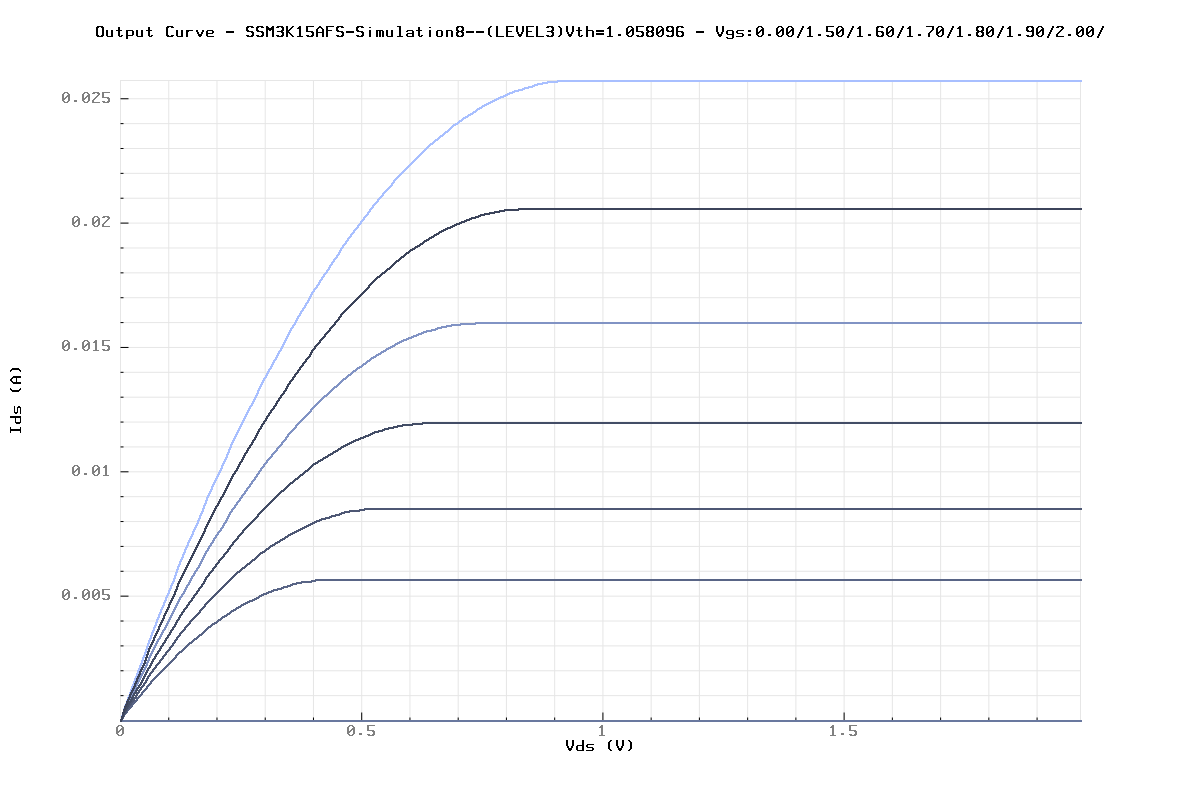 Output Curve - SSM3K15AFS-Simulation8--(LEVEL3)Vth=1.058096 - Vgs:0.00/1.50/1.60/1.70/1.80/1.90/2.00/
0.025
0.02
0.015
Ids (A)
0.01
0.005
0 0.5 1 1.5
Vds (V)